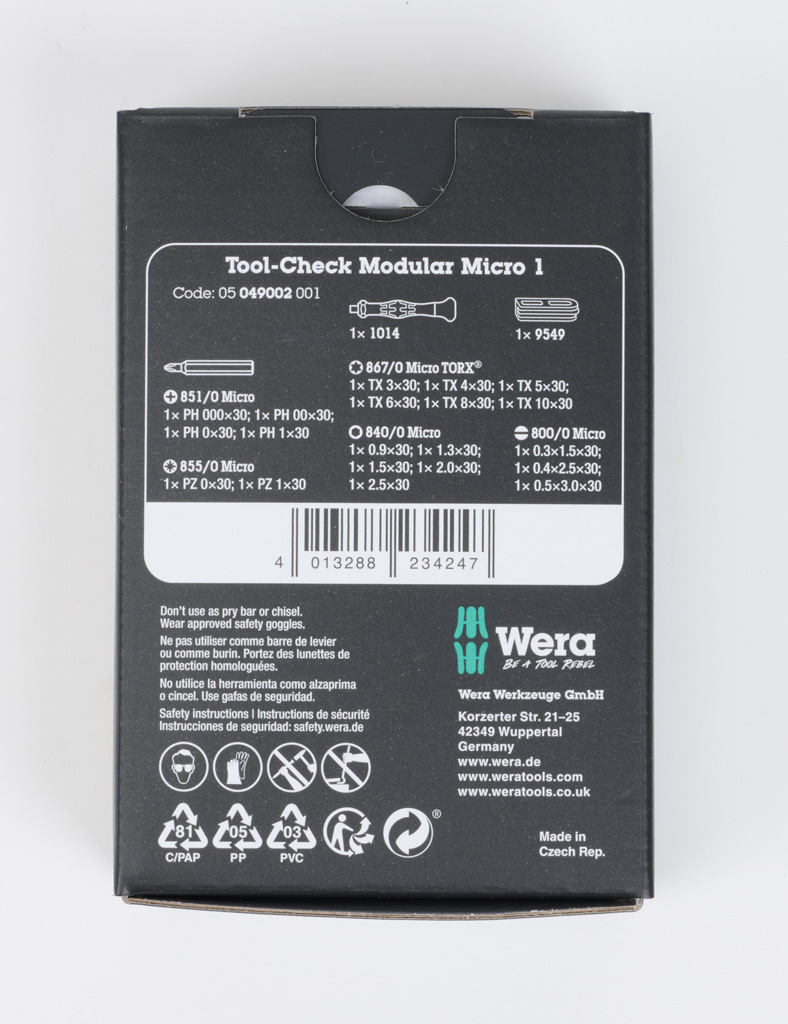 Tool-Check Modular Micro 1
Code: 05 049002 001
1× 1014
1× 9549
851/0 Micro
1× PH 000×30; 1× PH 00×30;
1× PH 0×30; 1× PH 1×30
855/0 Micro
1× PZ 0×30; 1× PZ 1×30
867/0 Micro TORX®
1× TX 3×30; 1× TX 4×30; 1× TX 5×30;
1× TX 6×30; 1× TX 8×30; 1× TX 10×30
840/0 Micro
1× 0.9×30; 1× 1.3×30;
1× 1.5×30; 1× 2.0×30;
1× 2.5×30
800/0 Micro
1× 0.3×1.5×30;
1× 0.4×2.5×30;
1× 0.5×3.0×30
4 013288 234247
Don't use as pry bar or chisel.
Wear approved safety goggles.
Ne pas utiliser comme barre de levier
ou comme burin. Portez des lunettes de
protection homologuées.
No utilice la herramienta como alzaprima
o cincel. Use gafas de seguridad.
Safety instructions | Instructions de sécurité
Instrucciones de seguridad: safety.wera.de
Wera
BE A TOOL REBEL
Wera Werkzeuge GmbH
Korzerter Str. 21–25
42349 Wuppertal
Germany
www.wera.de
www.weratools.com
www.weratools.co.uk
81
C/PAP
05
PP
03
PVC
®
Made in
Czech Rep.